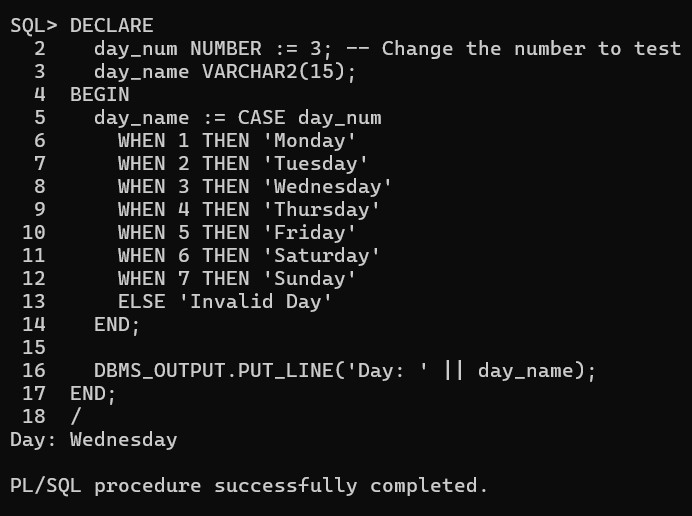 SQL> DECLARE
  2    day_num NUMBER := 3; -- Change the number to test
  3    day_name VARCHAR2(15);
  4  BEGIN
  5    day_name := CASE day_num
  6      WHEN 1 THEN 'Monday'
  7      WHEN 2 THEN 'Tuesday'
  8      WHEN 3 THEN 'Wednesday'
  9      WHEN 4 THEN 'Thursday'
 10      WHEN 5 THEN 'Friday'
 11      WHEN 6 THEN 'Saturday'
 12      WHEN 7 THEN 'Sunday'
 13      ELSE 'Invalid Day'
 14    END;
 15
 16    DBMS_OUTPUT.PUT_LINE('Day: ' || day_name);
 17  END;
 18  /
Day: Wednesday

PL/SQL procedure successfully completed.